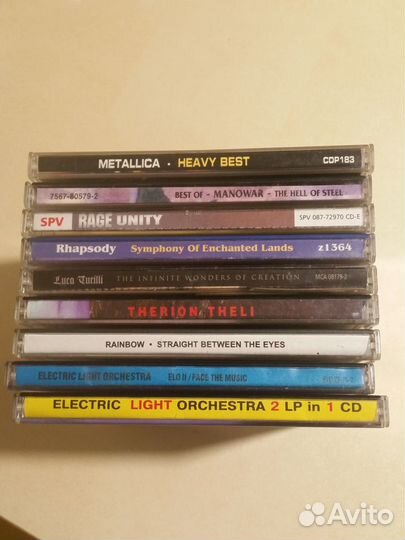 METALLICA · HEAVY BEST CDP183
7567-80579-2 BEST OF - MANOWAR - THE HELL OF STEEL
SPV RAGE UNITY SPV 087-72970 CD-E
Rhapsody Symphony Of Enchanted Lands z1364
Luca Turilli THE INFINITE WONDERS OF CREATION MCA 08179-2
THERION THELI
RAINBOW · STRAIGHT BETWEEN THE EYES
ELECTRIC LIGHT ORCHESTRA ELO II / FACE THE MUSIC
ELECTRIC LIGHT ORCHESTRA 2 LP in 1 CD
Avito